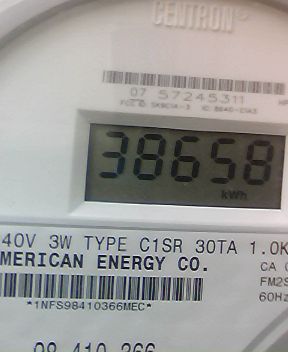 CENTRON®
07 57245311
38658
kWh
40V 3W TYPE C1SR 30TA 1.0K
MERICAN ENERGY CO.
CA
FM2S
60Hz
*1NFS98410366MEC*
98 410 366